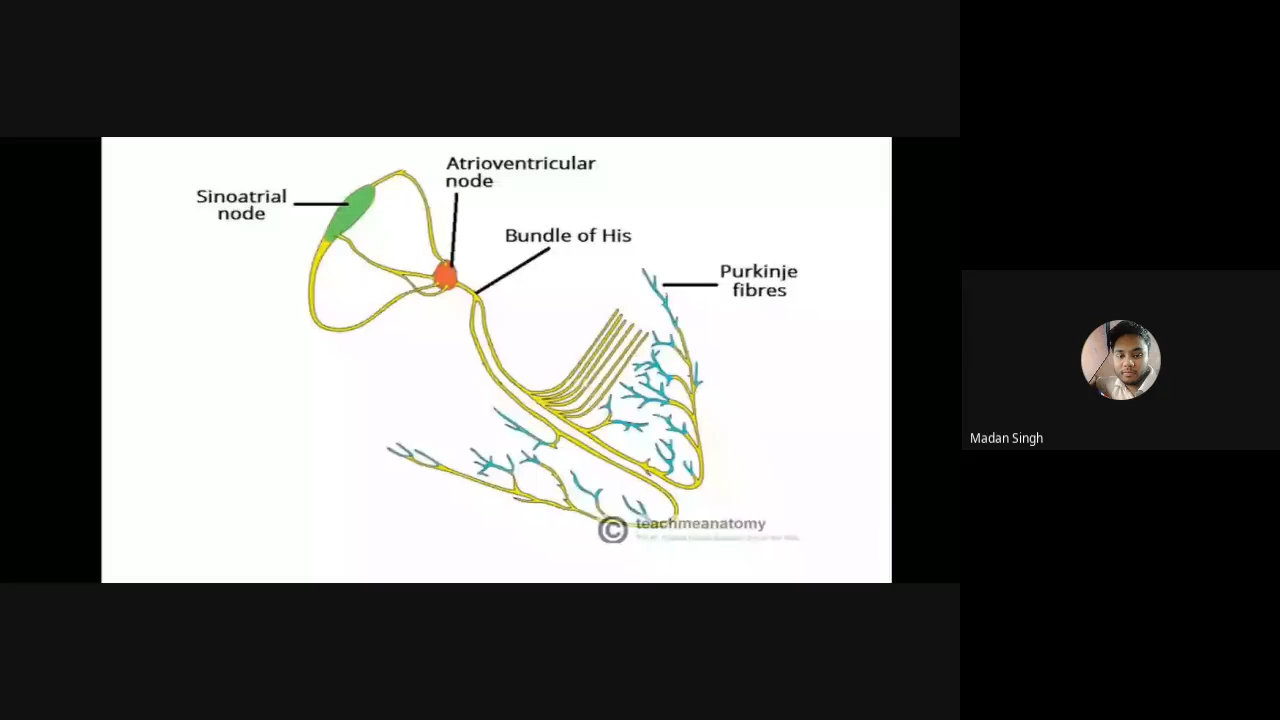 Atrioventricular
node
Sinoatrial
node
Bundle of His
Purkinje
fibres
© teachmeanatomy
Madan Singh